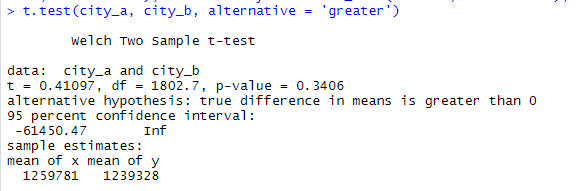 > t.test(city_a, city_b, alternative = 'greater')
Welch Two Sample t-test
data:  city_a and city_b
t = 0.41097, df = 1802.7, p-value = 0.3406
alternative hypothesis: true difference in means is greater than 0
95 percent confidence interval:
 -61450.47       Inf
sample estimates:
mean of x mean of y
  1259781   1239328